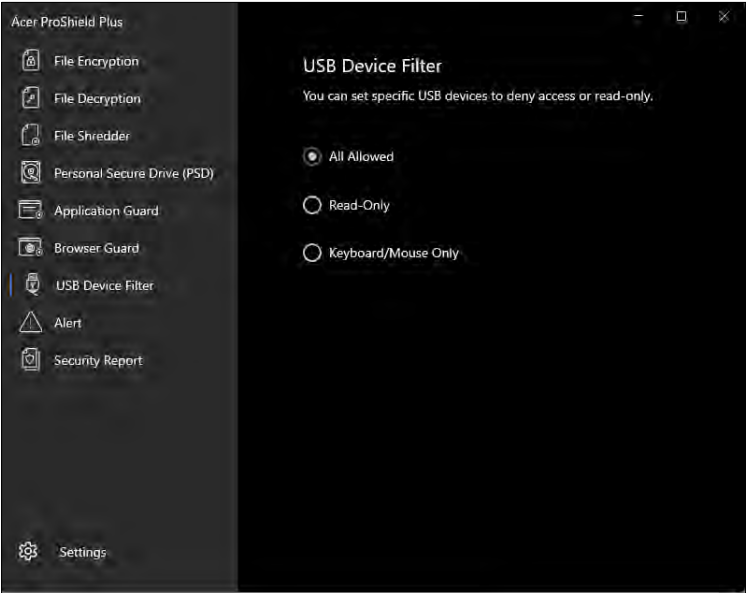 Acer ProShield Plus
File Encryption
File Decryption
File Shredder
Personal Secure Drive (PSD)
Application Guard
Browser Guard
USB Device Filter
Alert
Security Report
Settings
USB Device Filter
You can set specific USB devices to deny access or read-only.
All Allowed
Read-Only
Keyboard/Mouse Only